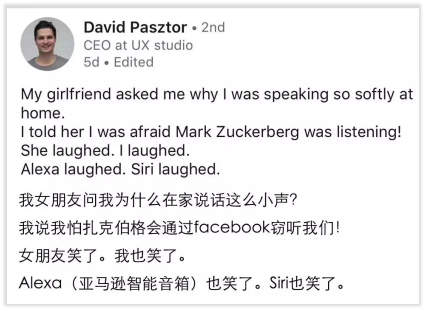 David Pasztor • 2nd
CEO at UX studio
5d • Edited
My girlfriend asked me why I was speaking so softly at
home.
I told her I was afraid Mark Zuckerberg was listening!
She laughed. I laughed.
Alexa laughed. Siri laughed.
我女朋友问我为什么在家说话这么小声？
我说我怕扎克伯格会通过facebook窃听我们！
女朋友笑了。我也笑了。
Alexa（亚马逊智能音箱）也笑了。Siri也笑了。